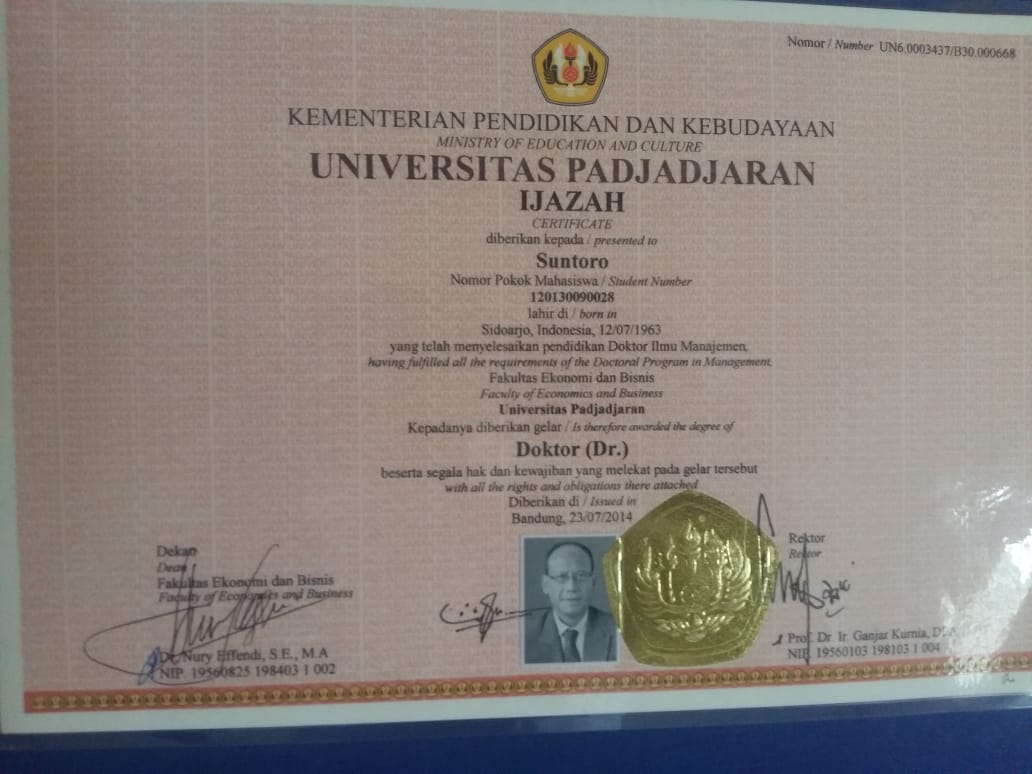 Nomor / Number UN6.0003437/B30.000668
KEMENTERIAN PENDIDIKAN DAN KEBUDAYAAN
MINISTRY OF EDUCATION AND CULTURE
UNIVERSITAS PADJADJARAN
IJAZAH
CERTIFICATE
diberikan kepada / presented to
Suntoro
Nomor Pokok Mahasiswa / Student Number
120130090028
lahir di / born in
Sidoarjo, Indonesia, 12/07/1963
yang telah menyelesaikan pendidikan Doktor Ilmu Manajemen,
having fulfilled all the requirements of the Doctoral Program in Management,
Fakultas Ekonomi dan Bisnis
Faculty of Economics and Business
Universitas Padjadjaran
Kepadanya diberikan gelar / Is therefore awarded the degree of
Doktor (Dr.)
beserta segala hak dan kewajiban yang melekat pada gelar tersebut
with all the rights and obligations there attached
Diberikan di / Issued in
Bandung, 23/07/2014
Dekan
Dean
Fakultas Ekonomi dan Bisnis
Faculty of Economics and Business
Dr. Nury Effendi, S.E., M.A
NIP. 19560825 198403 1 002
Rektor
Rector
Prof. Dr. Ir. Ganjar Kurnia,
NIP. 19560103 198103 1 004